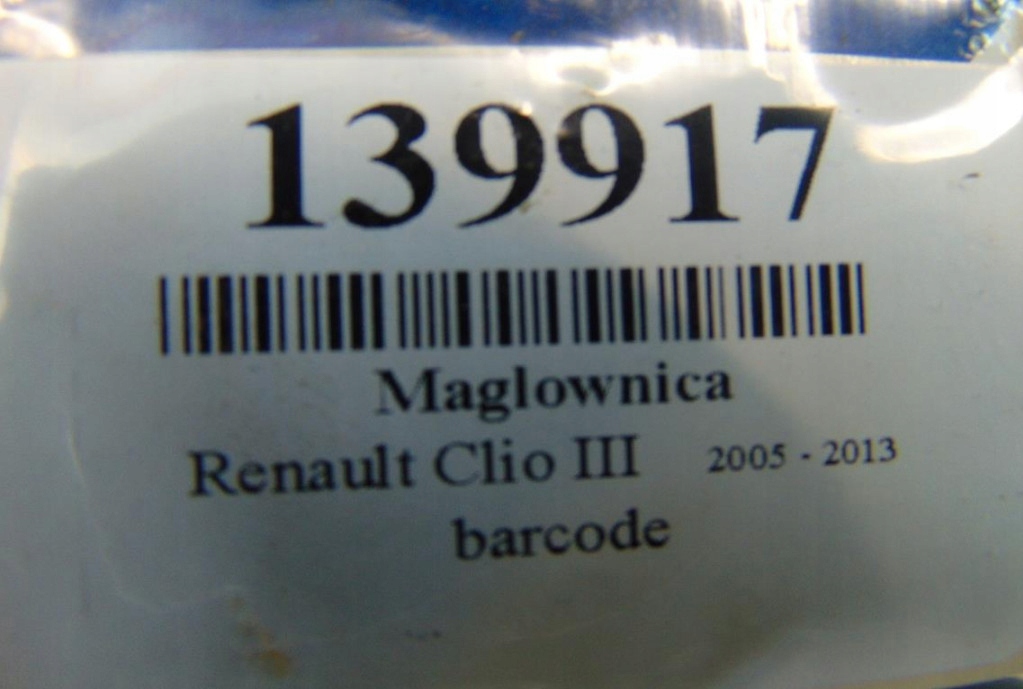 139917
Maglownica
Renault Clio III 2005 - 2013
barcode